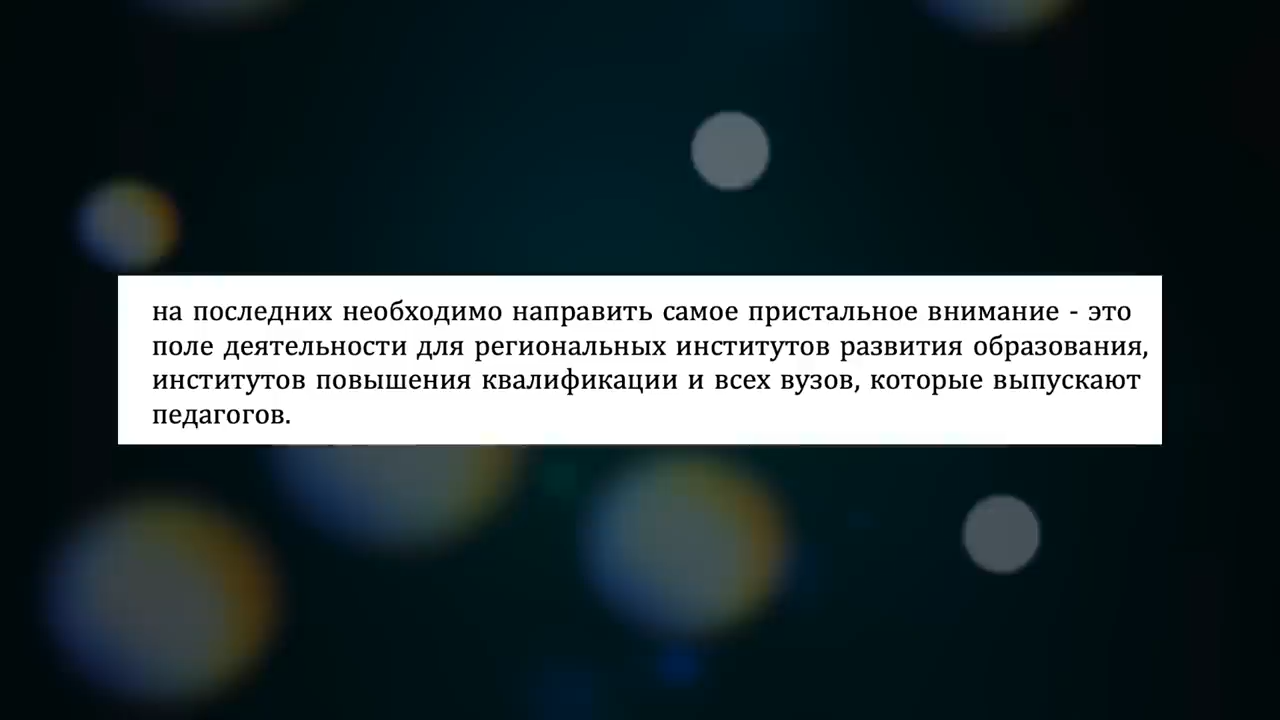 на последних необходимо направить самое пристальное внимание - это
поле деятельности для региональных институтов развития образования,
институтов повышения квалификации и всех вузов, которые выпускают
педагогов.